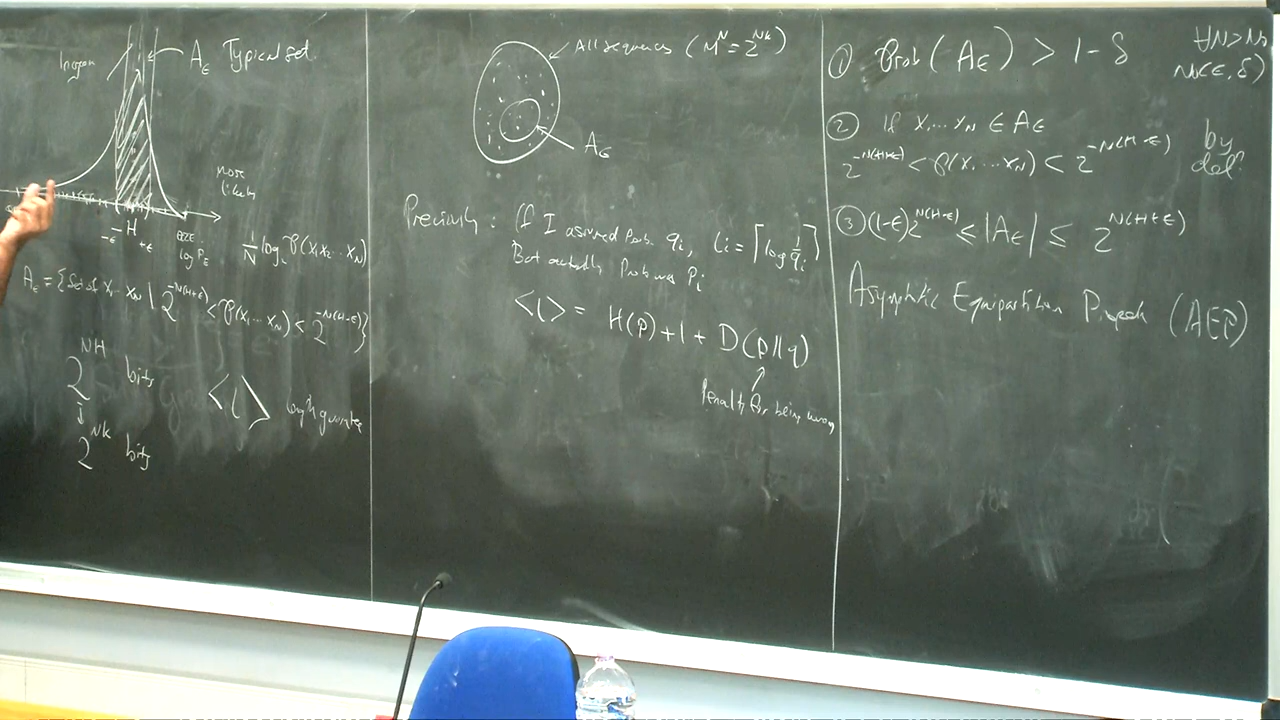 A_ε Typical set.
more
likely
-ε -H +ε
log P_ε
1/N log₂ P(x₁x₂...x_N)
A_ε = {Set of x₁...x_N | 2^{-N(H+ε)} < P(x₁...x_N) < 2^{-N(H-ε)}}
2^{NH} bits
↓
2^{NK} bits
<l> length
All sequences (M^N = 2^{NK})
A_ε
Previously: If I assumed Prob. q_i, l_i = ⌈log 1/q_i⌉
But actually Prob was p_i
<l> = H(p) + 1 + D(p||q)
Penalty for being wrong
① Prob(A_ε) > 1-δ
∀N>N₀
N₀(ε, δ)
② If x₁...x_N ∈ A_ε
2^{-N(H+ε)} < P(x₁...x_N) < 2^{-N(H-ε)}
by
def.
③ (1-ε)2^{N(H-ε)} ≤ |A_ε| ≤ 2^{N(H+ε)}
Asymptotic Equipartition (AEP)